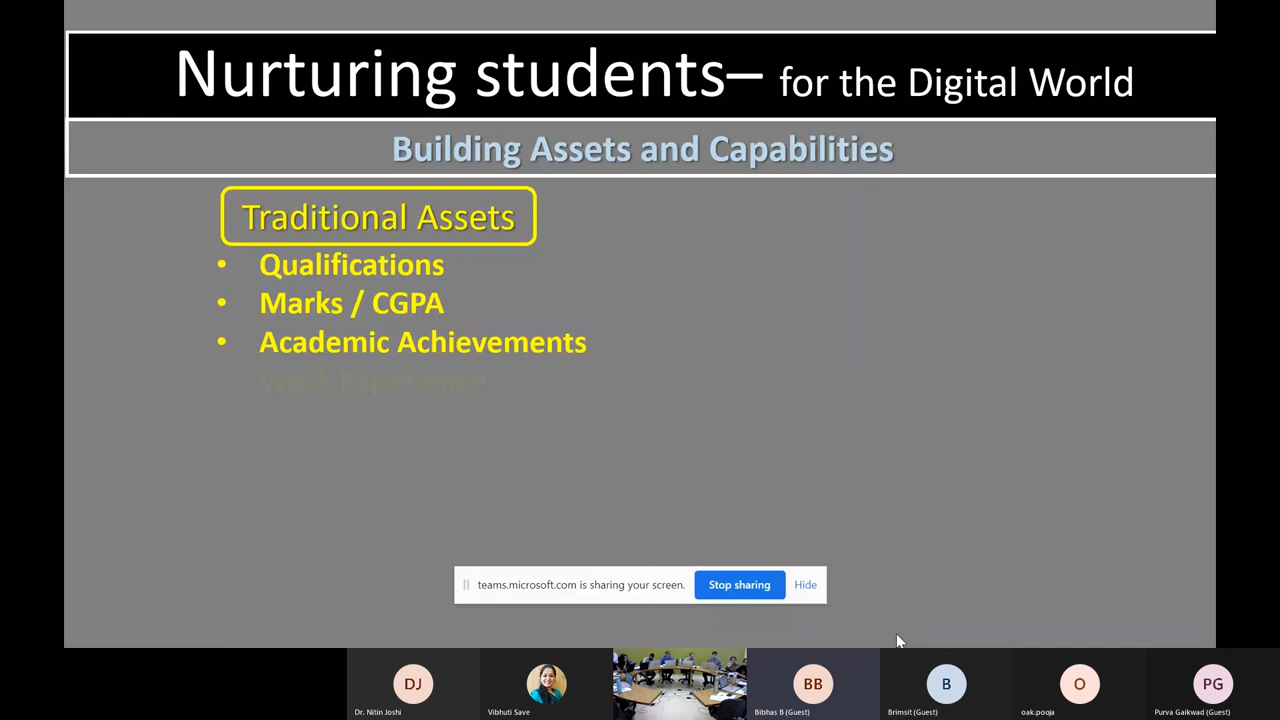 Nurturing students– for the Digital World
Building Assets and Capabilities
Traditional Assets
• Qualifications
• Marks / CGPA
• Academic Achievements
• Work Experience
teams.microsoft.com is sharing your screen. Stop sharing Hide
DJ BB B O PG
Dr. Nitin Joshi Vibhuti Save Bibhas B (Guest) Brimsit (Guest) oak.pooja Purva Gaikwad (Guest)